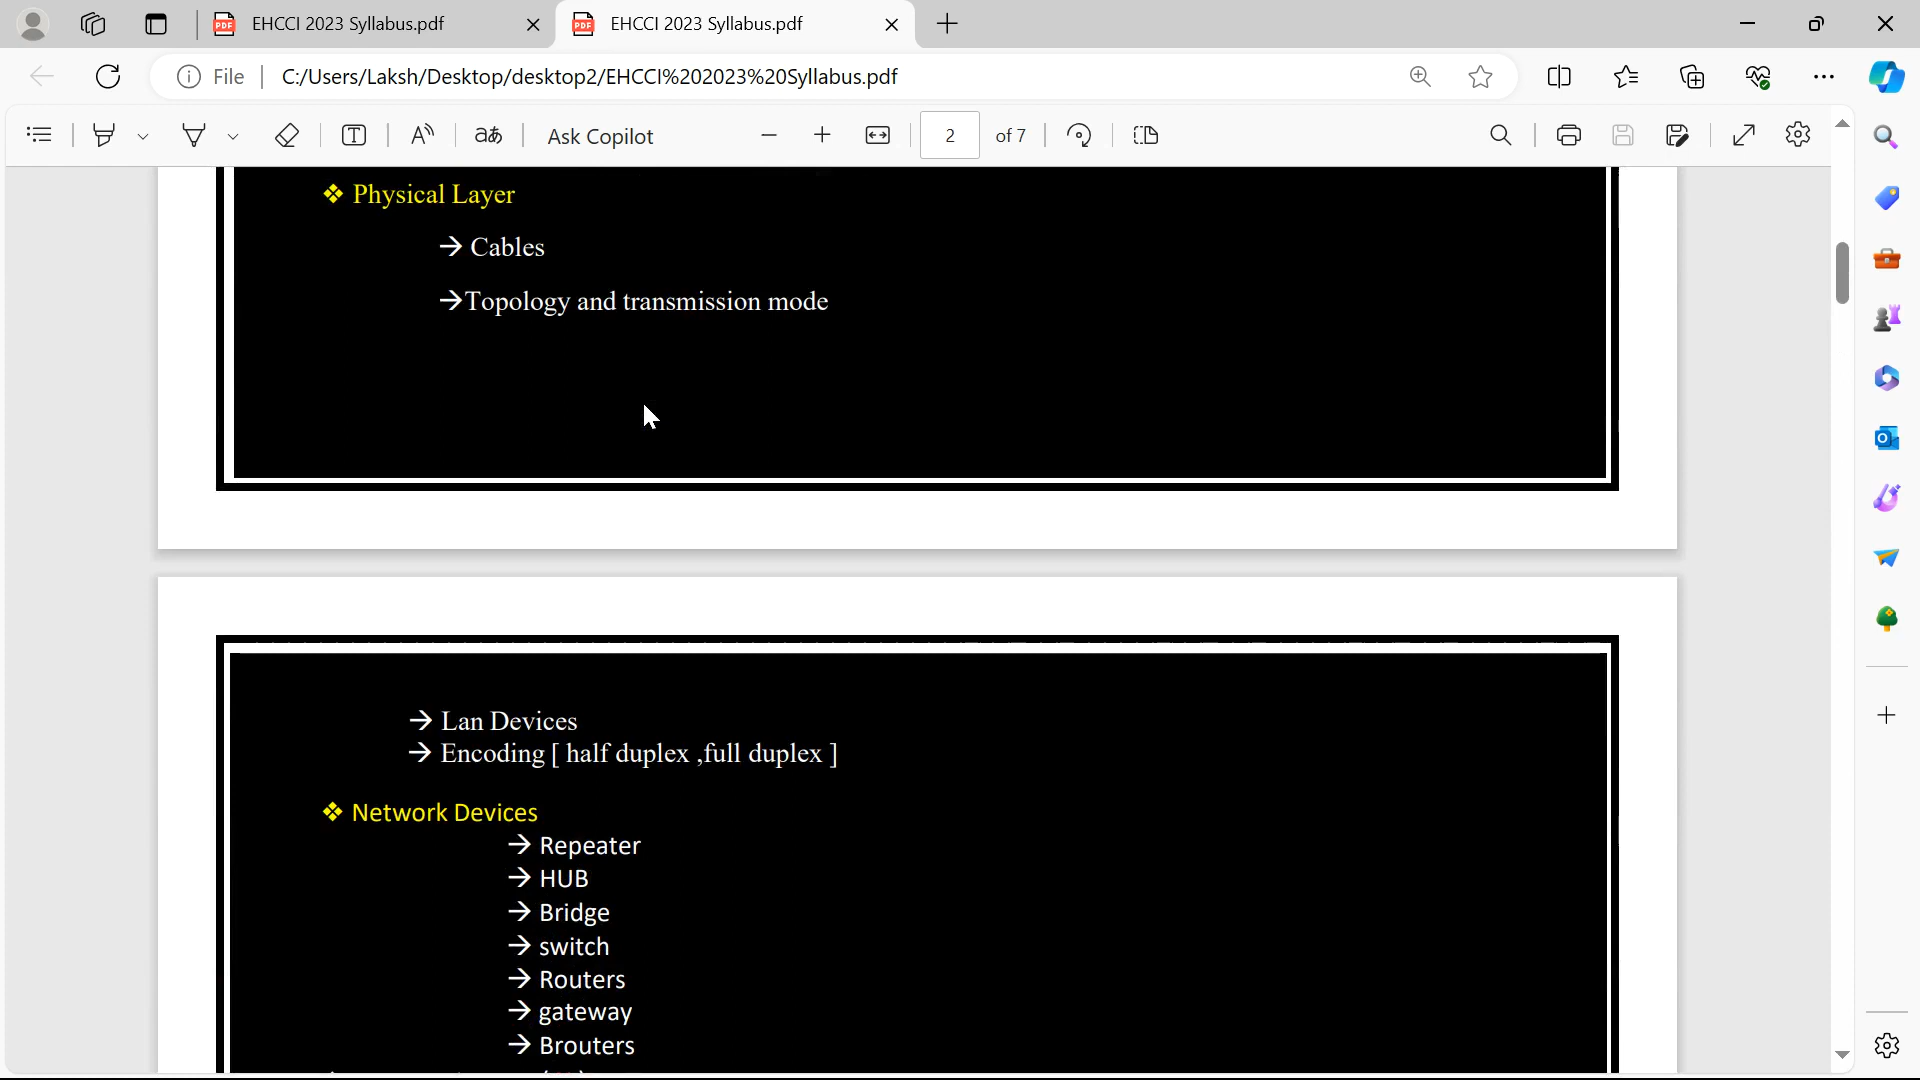 EHCCI 2023 Syllabus.pdf
EHCCI 2023 Syllabus.pdf
File
C:/Users/Laksh/Desktop/desktop2/EHCCI%202023%20Syllabus.pdf
Ask Copilot
2 of 7
❖ Physical Layer
→ Cables
→Topology and transmission mode
→ Lan Devices
→ Encoding [ half duplex ,full duplex ]
❖ Network Devices
→ Repeater
→ HUB
→ Bridge
→ switch
→ Routers
→ gateway
→ Brouters